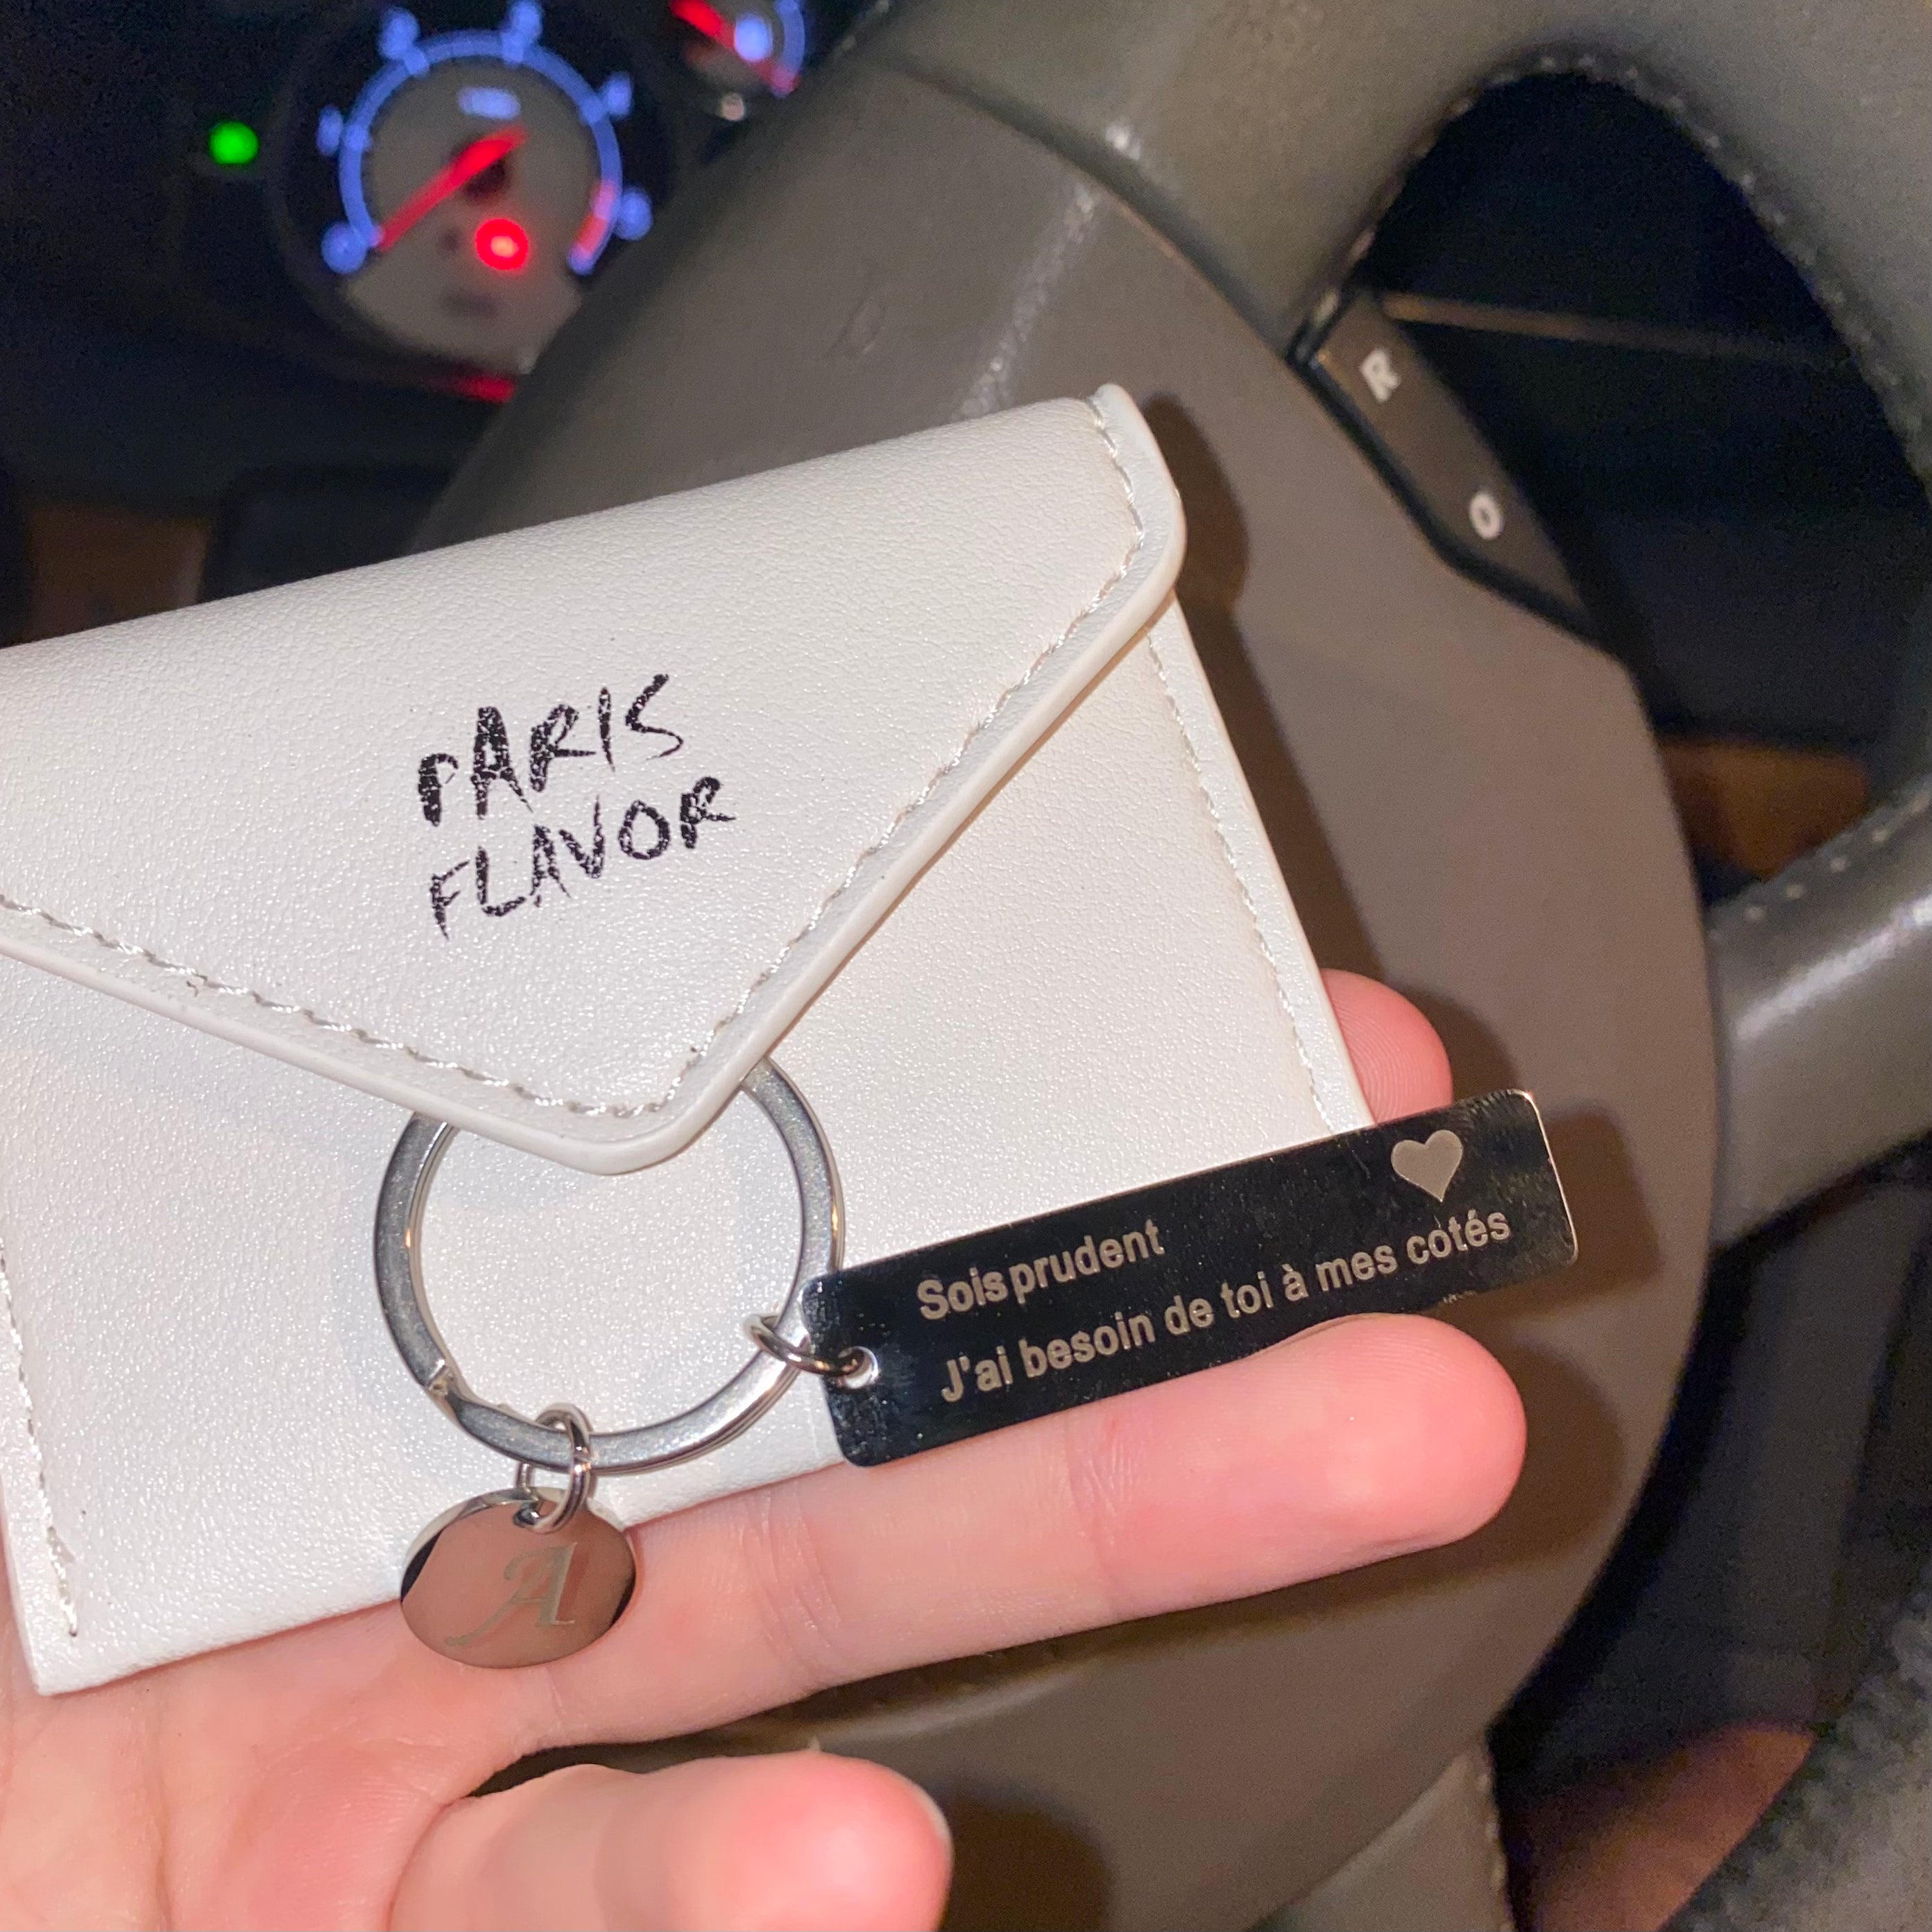 R
O
PARIS
FLAVOR
Sois prudent
J'ai besoin de toi à mes cotés
A